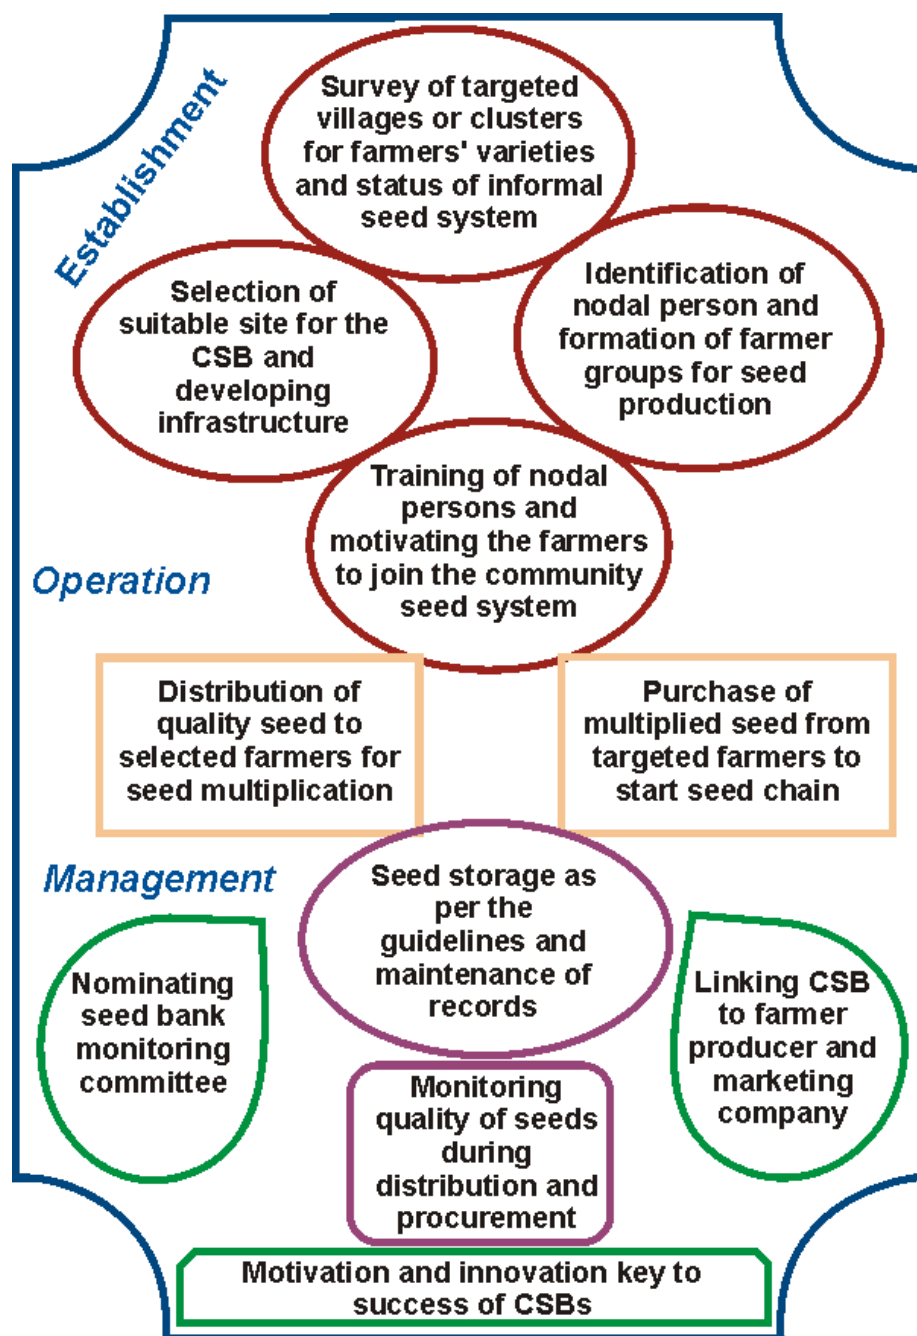 Establishment
Survey of targeted
villages or clusters
for farmers' varieties
and status of informal
seed system
Selection of
suitable site for the
CSB and
developing
infrastructure
Identification of
nodal person and
formation of farmer
groups for seed
production
Training of nodal
persons and
motivating the farmers
to join the community
seed system
Operation
Distribution of
quality seed to
selected farmers for
seed multiplication
Purchase of
multiplied seed from
targeted farmers to
start seed chain
Management
Seed storage as
per the
guidelines and
maintenance of
records
Nominating
seed bank
monitoring
committee
Linking CSB
to farmer
producer and
marketing
company
Monitoring
quality of seeds
during
distribution and
procurement
Motivation and innovation key to
success of CSBs